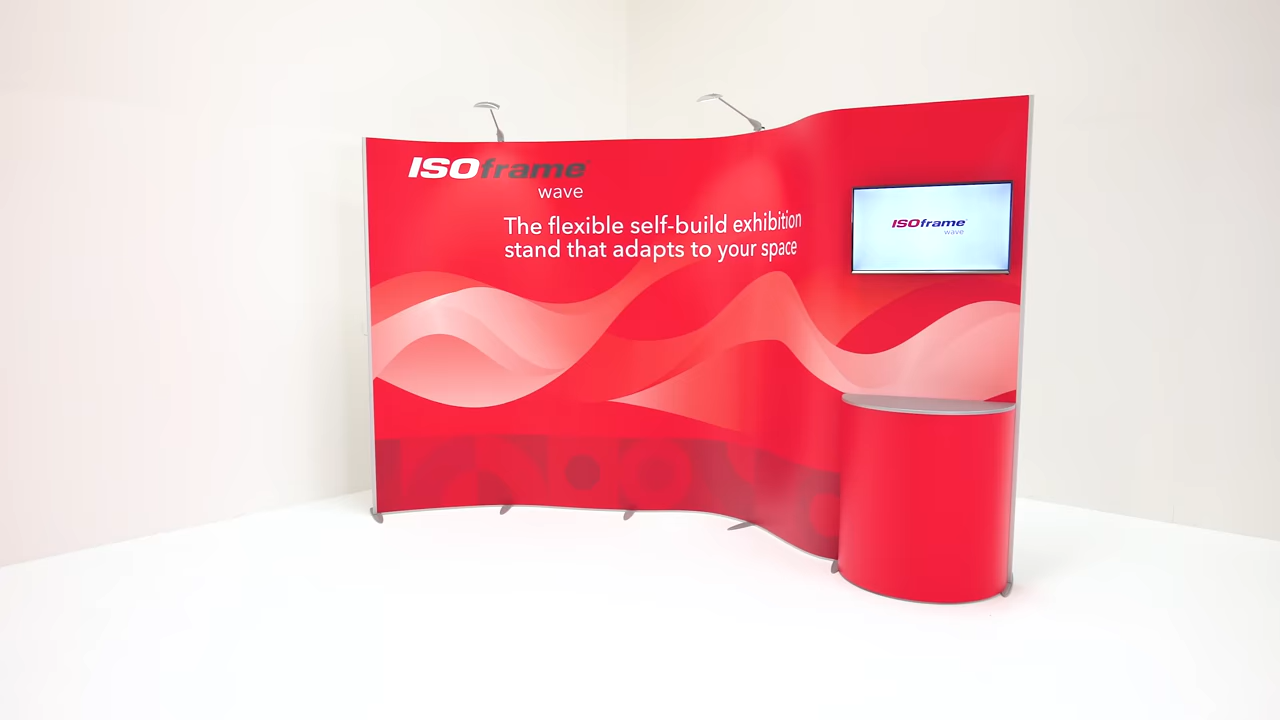 ISOframe
wave
The flexible self-build exhibition
stand that adapts to your space
ISOframe
wave